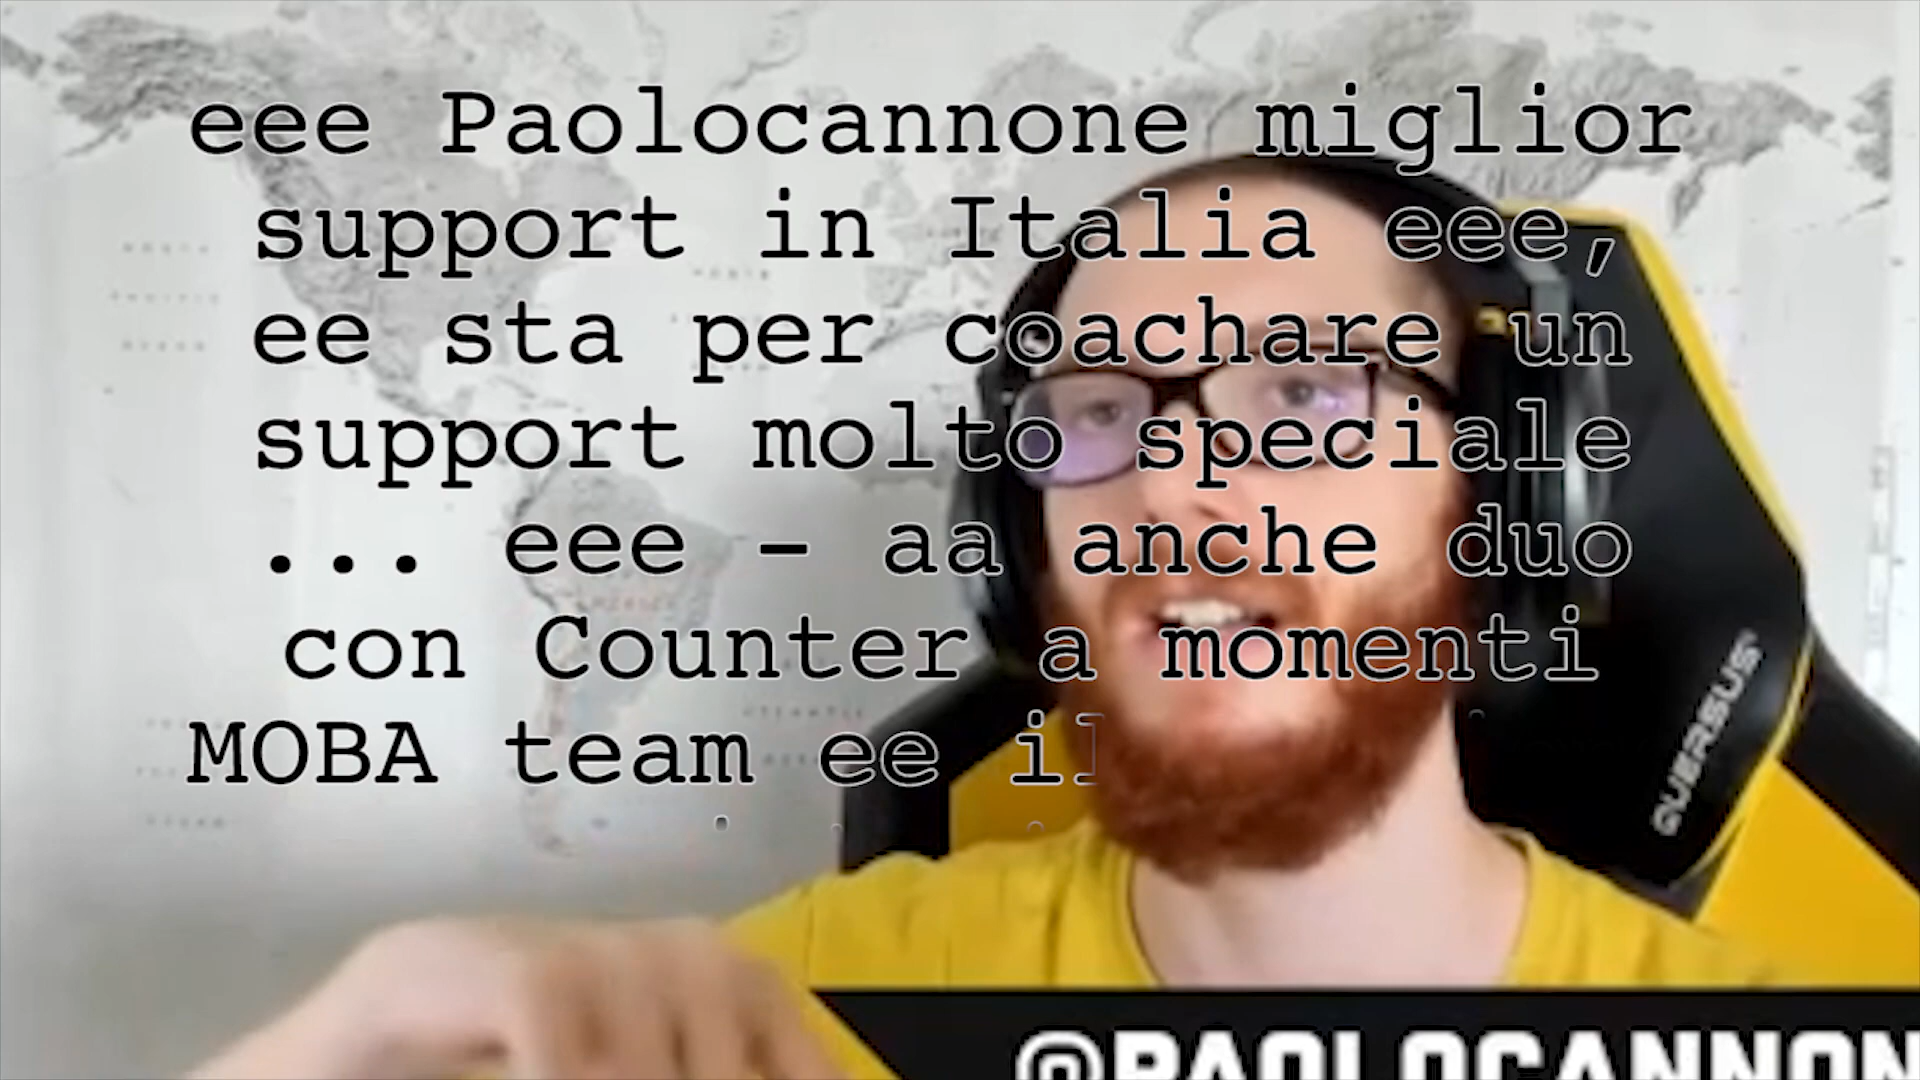 eee Paolocannone miglior
support in Italia eee,
ee sta per coachare un
support molto speciale
... eee - aa anche duo
con Counter a momenti
MOBA team ee il
QVERSUS
@PAOLOCANNON